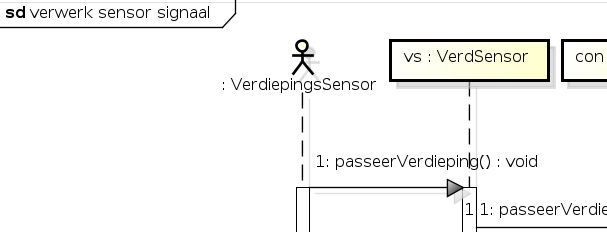 sd verwerk sensor signaal
vs : VerdSensor
con
: VerdiepingsSensor
1: passeerVerdieping() : void
1.1: passeerVerdie